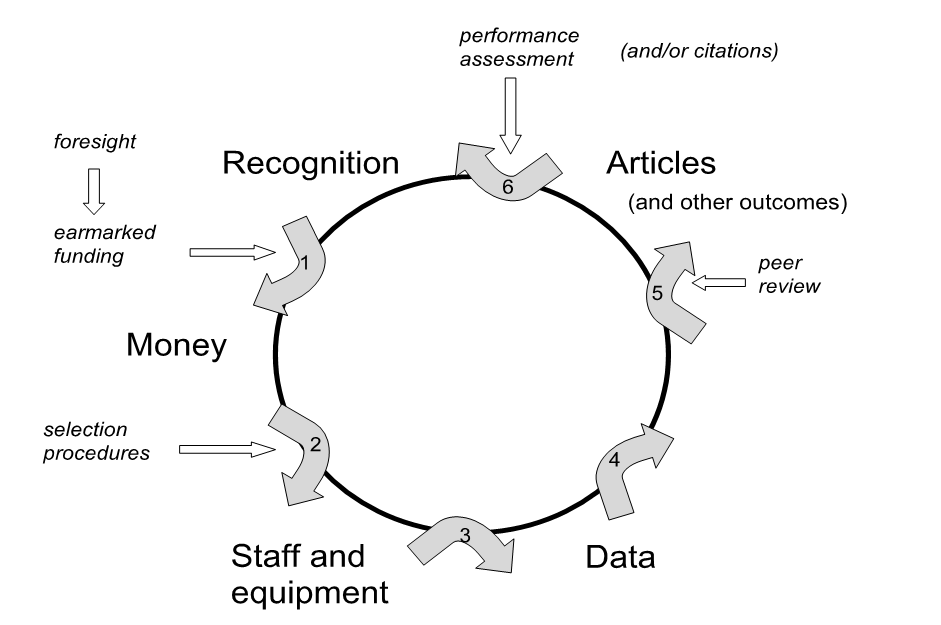 performance
assessment
(and/or citations)
foresight
Recognition
Articles
6
(and other outcomes)
earmarked
funding
1
peer
review
5
Money
selection
procedures
2
4
3
Staff and
equipment
Data